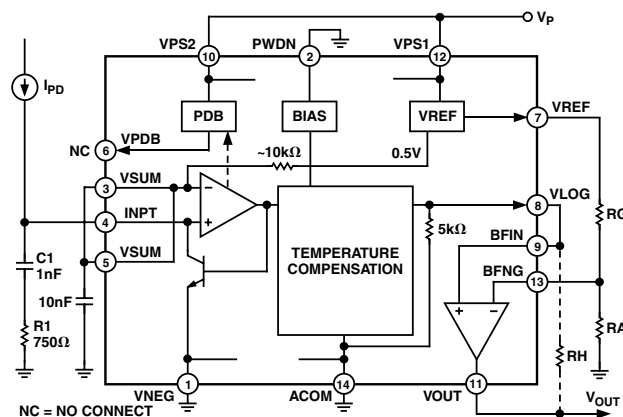 VP
VPS2
PWDN
VPS1
10
2
12
IPD
PDB
BIAS
VREF
7
VREF
VPDB
NC
6
~10kΩ
0.5V
3
VSUM
−
8
VLOG
RG
4
INPT
+
5kΩ
BFIN
9
C1
1nF
5
VSUM
TEMPERATURE
COMPENSATION
BFNG
13
10nF
+
−
R1
750Ω
RA
RH
1
14
11
VNEG
ACOM
VOUT
VOUT
NC = NO CONNECT